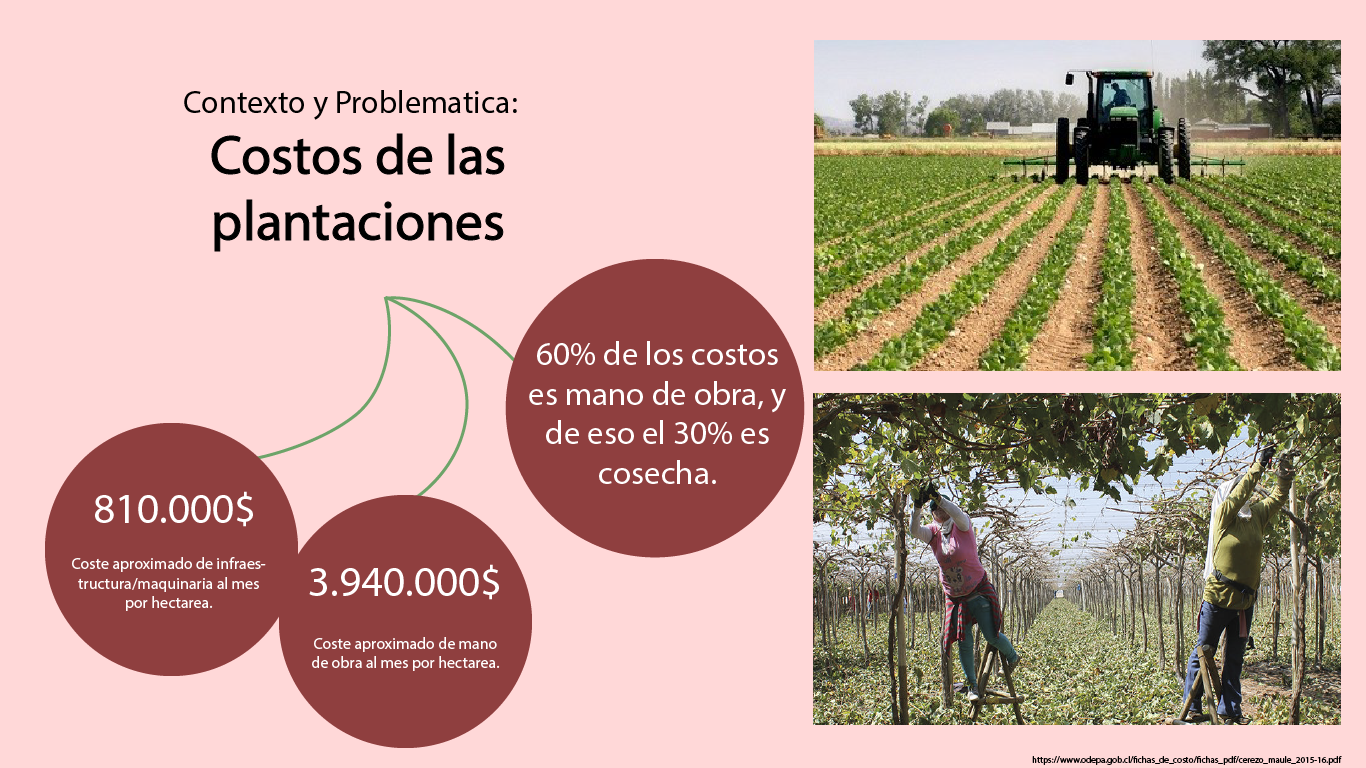 Contexto y Problematica:
Costos de las
plantaciones
60% de los costos
es mano de obra, y
de eso el 30% es
cosecha.
810.000$
Coste aproximado de infraes-
tructura/maquinaria al mes
por hectarea.
3.940.000$
Coste aproximado de mano
de obra al mes por hectarea.
https://www.odepa.gob.cl/fichas_de_costo/fichas_pdf/cerezo_maule_2015-16.pdf